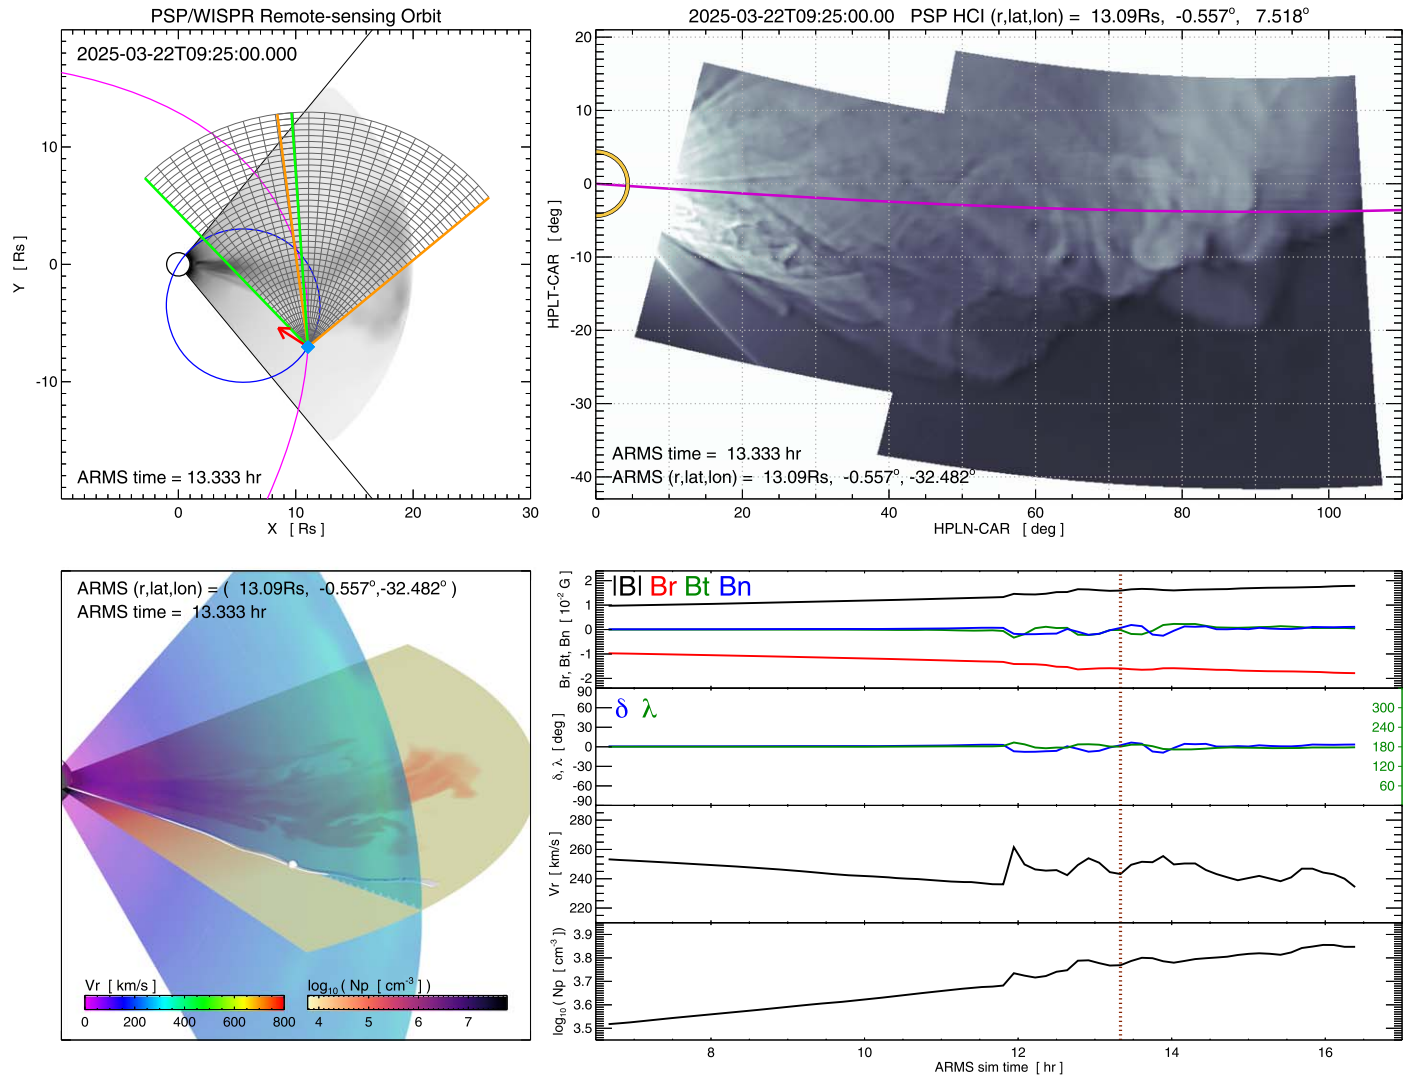 PSP/WISPR Remote-sensing Orbit
2025-03-22T09:25:00.000
10
0
-10
Y [ Rs ]
ARMS time = 13.333 hr
0 10 20 30
X [ Rs ]
2025-03-22T09:25:00.00 PSP HCI (r,lat,lon) = 13.09Rs, -0.557°, 7.518°
20
10
0
-10
-20
-30
-40
HPLT-CAR [ deg ]
ARMS time = 13.333 hr
ARMS (r,lat,lon) = 13.09Rs, -0.557°, -32.482°
0 20 40 60 80 100
HPLN-CAR [ deg ]
ARMS (r,lat,lon) = ( 13.09Rs, -0.557°,-32.482° )
ARMS time = 13.333 hr
Vr [ km/s ]
0 200 400 600 800
log₁₀( Np [ cm⁻³ ] )
4 5 6 7
|B| Br Bt Bn
2
1
0
-1
-2
Br, Bt, Bn [ 10⁻² G ]
δ λ
90
60
30
0
-30
-60
-90
δ, λ [ deg ]
300
240
180
120
60
280
260
240
220
Vr [ km/s ]
3.9
3.8
3.7
3.6
3.5
log₁₀( Np [ cm⁻³ ] )
8 10 12 14 16
ARMS sim time [ hr ]